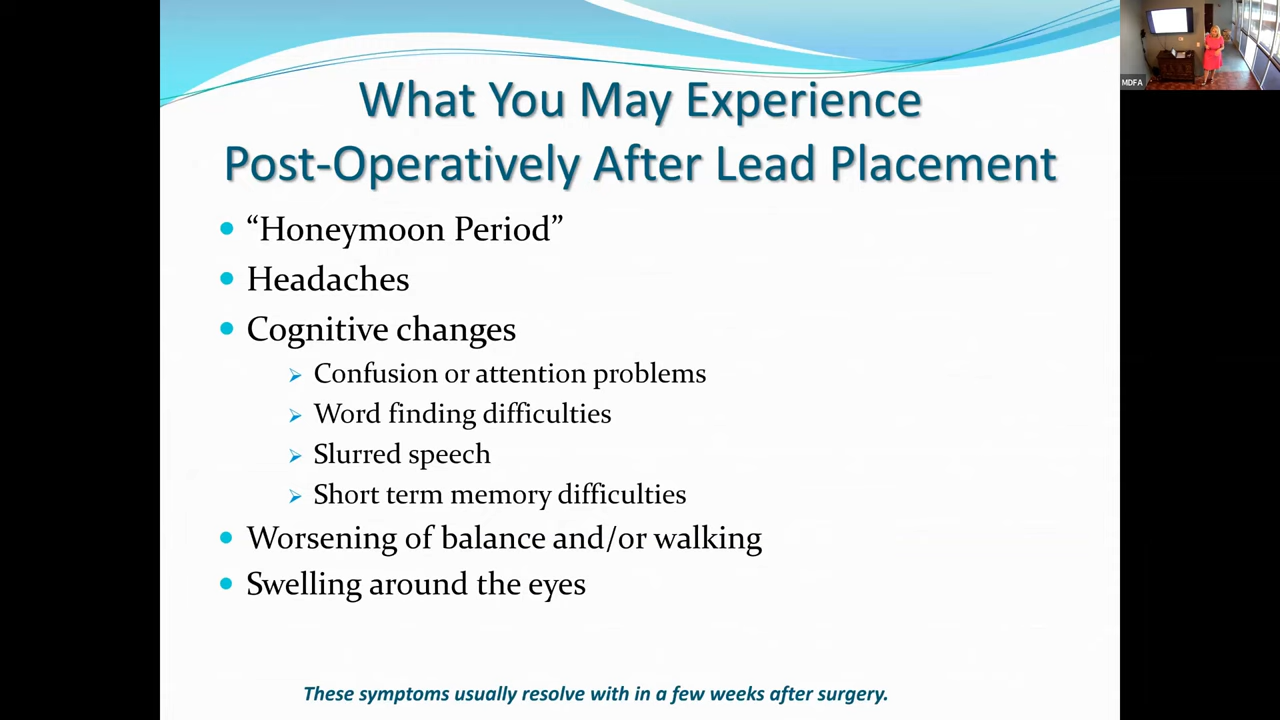 What You May Experience
Post-Operatively After Lead Placement
“Honeymoon Period”
Headaches
Cognitive changes
Confusion or attention problems
Word finding difficulties
Slurred speech
Short term memory difficulties
Worsening of balance and/or walking
Swelling around the eyes
These symptoms usually resolve with in a few weeks after surgery.
MDFA